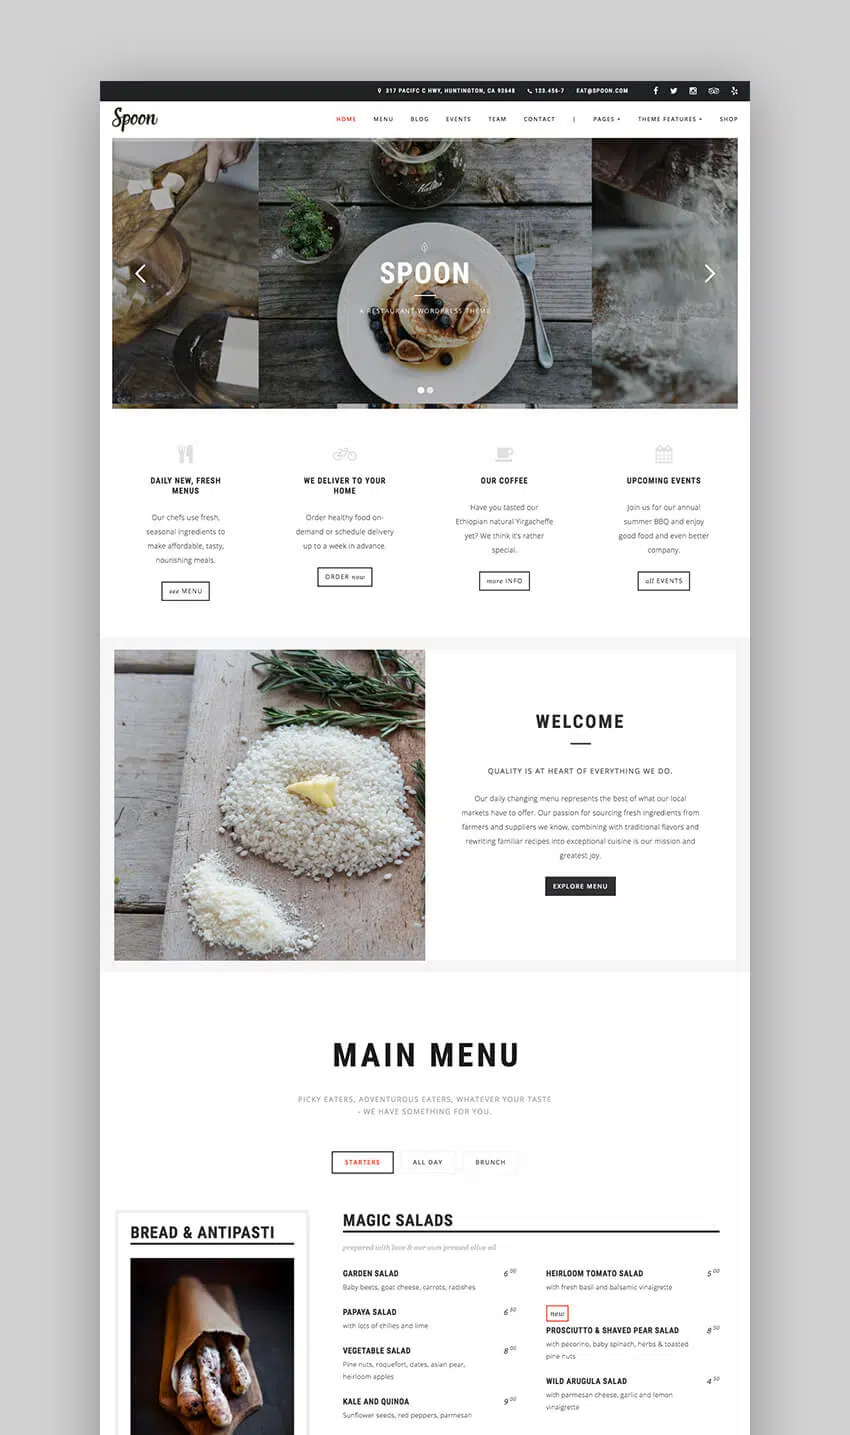 317 PACIFC C HWY, HUNTINGTON, CA 92648 123.456-7 EAT@SPOON.COM
Spoon
HOME MENU BLOG EVENTS TEAM CONTACT | PAGES THEME FEATURES SHOP
SPOON
A RESTAURANT WORDPRESS THEME
DAILY NEW, FRESH
MENUS
Our chefs use fresh,
seasonal ingredients to
make affordable, tasty,
nourishing meals.
see MENU
WE DELIVER TO YOUR
HOME
Order healthy food on-
demand or schedule delivery
up to a week in advance.
ORDER now
OUR COFFEE
Have you tasted our
Ethiopian natural Yirgacheffe
yet? We think it's rather
special.
more INFO
UPCOMING EVENTS
Join us for our annual
summer BBQ and enjoy
good food and even better
company.
all EVENTS
WELCOME
QUALITY IS AT HEART OF EVERYTHING WE DO.
Our daily changing menu represents the best of what our local
markets have to offer. Our passion for sourcing fresh ingredients from
farmers and suppliers we know, combining with traditional flavors and
rewriting familiar recipes into exceptional cuisine is our mission and
greatest joy.
EXPLORE MENU
MAIN MENU
PICKY EATERS, ADVENTUROUS EATERS, WHATEVER YOUR TASTE
- WE HAVE SOMETHING FOR YOU.
STARTERS ALL DAY BRUNCH
BREAD & ANTIPASTI
MAGIC SALADS
prepared with love & our own pressed olive oil
GARDEN SALAD 6 00
Baby beets, goat cheese, carrots, radishes
PAPAYA SALAD 6 50
with lots of chilies and lime
VEGETABLE SALAD 8 00
Pine nuts, roquefort, dates, asian pear,
heirloom apples
KALE AND QUINOA 9 00
Sunflower seeds, red peppers, parmesan
HEIRLOOM TOMATO SALAD 5 00
with fresh basil and balsamic vinaigrette
new
PROSCIUTTO & SHAVED PEAR SALAD 8 50
with pecorino, baby spinach, herbs & toasted
pine nuts
WILD ARUGULA SALAD 4 50
with parmesan cheese, garlic and lemon
vinaigrette